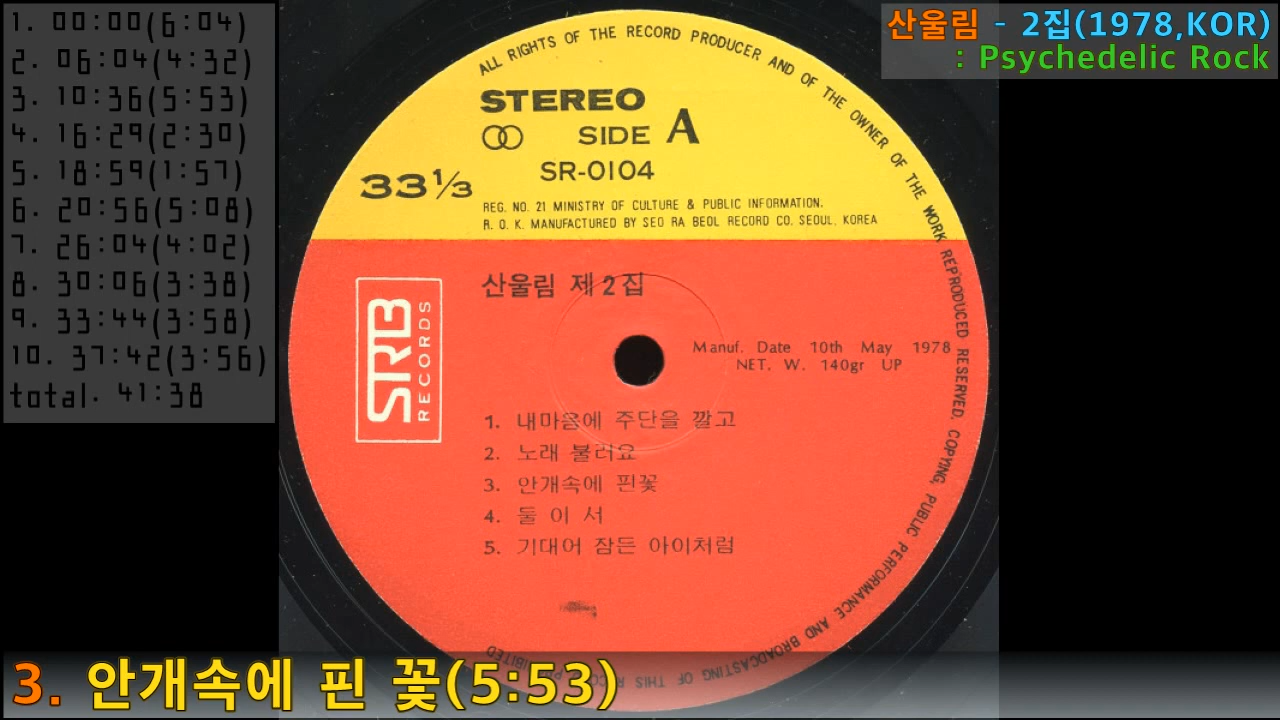 1. 00:00(6:04)
2. 06:04(4:32)
3. 10:36(5:53)
4. 16:29(2:30)
5. 18:59(1:57)
6. 20:56(5:08)
7. 26:04(4:02)
8. 30:06(3:38)
9. 33:44(3:58)
10. 37:42(3:56)
total. 41:38
산울림 - 2집(1978,KOR)
: Psychedelic Rock
ALL RIGHTS OF THE RECORD PRODUCER AND OF THE OWNER OF THE WORK REPRODUCED RESERVED. COPYING, PUBLIC PERFORMANCE AND BROADCASTING OF THIS
STEREO
SIDE A
SR-0104
33 1/3
REG. NO. 21 MINISTRY OF CULTURE & PUBLIC INFORMATION.
R. O. K. MANUFACTURED BY SEO RA BEOL RECORD CO. SEOUL. KOREA
산울림 제2집
SRB
RECORDS
Manuf. Date 10th May 1978
NET. W. 140gr UP
1. 내마음에 주단을 깔고
2. 노래 불러요
3. 안개속에 핀꽃
4. 둘 이 서
5. 기대어 잠든 아이처럼
3. 안개속에 핀 꽃(5:53)